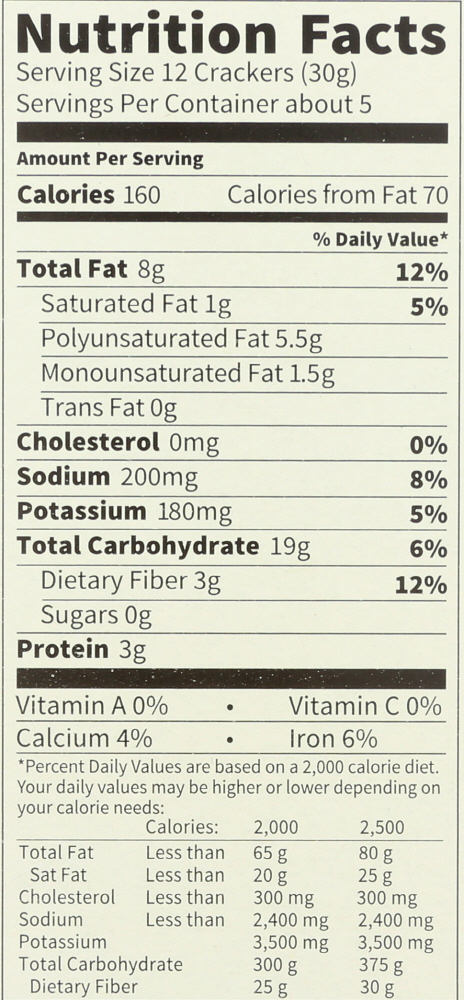 Nutrition Facts
Serving Size 12 Crackers (30g)
Servings Per Container about 5
Amount Per Serving
Calories 160 Calories from Fat 70
% Daily Value*
Total Fat 8g 12%
Saturated Fat 1g 5%
Polyunsaturated Fat 5.5g
Monounsaturated Fat 1.5g
Trans Fat 0g
Cholesterol 0mg 0%
Sodium 200mg 8%
Potassium 180mg 5%
Total Carbohydrate 19g 6%
Dietary Fiber 3g 12%
Sugars 0g
Protein 3g
Vitamin A 0% • Vitamin C 0%
Calcium 4% • Iron 6%
*Percent Daily Values are based on a 2,000 calorie diet.
Your daily values may be higher or lower depending on
your calorie needs:
Calories: 2,000 2,500
Total Fat Less than 65 g 80 g
Sat Fat Less than 20 g 25 g
Cholesterol Less than 300 mg 300 mg
Sodium Less than 2,400 mg 2,400 mg
Potassium 3,500 mg 3,500 mg
Total Carbohydrate 300 g 375 g
Dietary Fiber 25 g 30 g